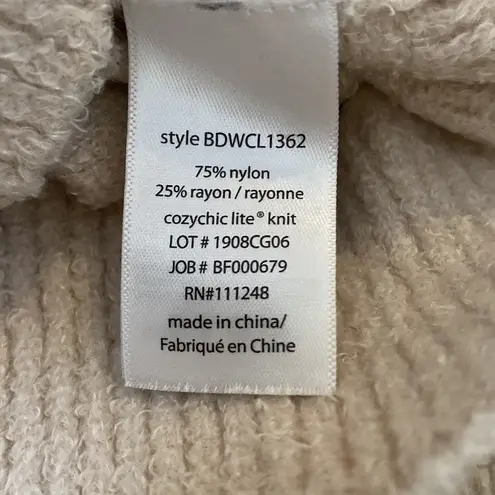 style BDWCL1362
75% nylon
25% rayon / rayonne
cozychic lite® knit
LOT # 1908CG06
JOB # BF000679
RN#111248
made in china/
Fabriqué en Chine